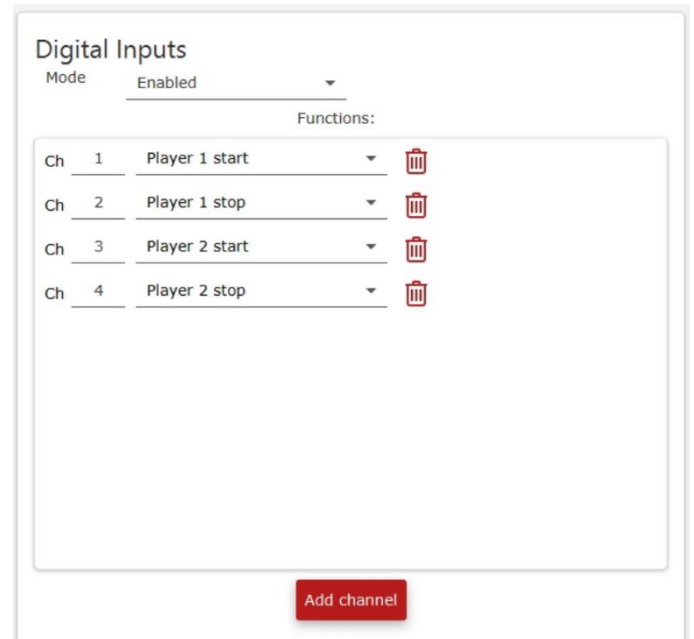 Digital Inputs
Mode Enabled
Functions:
Ch 1 Player 1 start
Ch 2 Player 1 stop
Ch 3 Player 2 start
Ch 4 Player 2 stop
Add channel